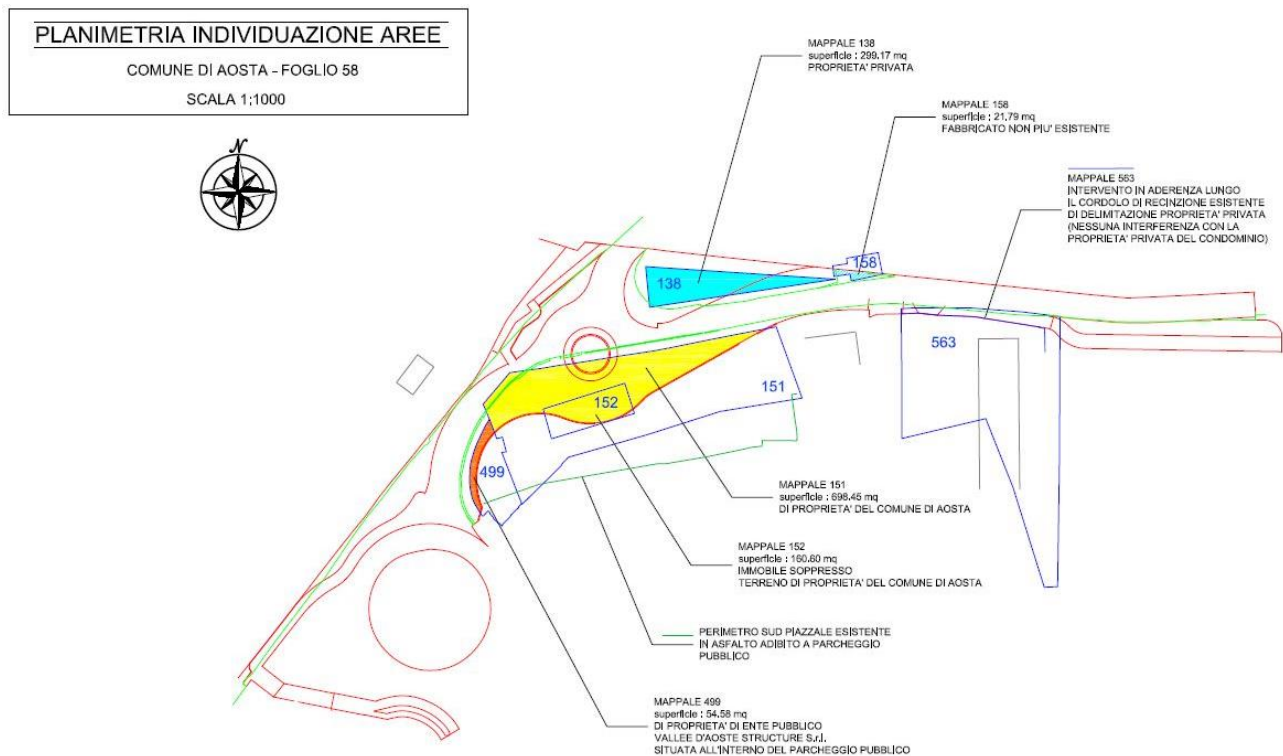 PLANIMETRIA INDIVIDUAZIONE AREE
COMUNE DI AOSTA - FOGLIO 58
SCALA 1:1000
N
MAPPALE 138
superficie : 299.17 mq
PROPRIETA' PRIVATA
MAPPALE 158
superficie : 21,79 mq
FABBRICATO NON PIU' ESISTENTE
MAPPALE 563
INTERVENTO IN ADERENZA LUNGO
IL CORDOLO DI RECINZIONE ESISTENTE
DI DELIMITAZIONE PROPRIETA' PRIVATA
(NESSUNA INTERFERENZA CON LA
PROPRIETA' PRIVATA DEL CONDOMINIO)
158
138
563
151
152
499
MAPPALE 151
superficie : 698.45 mq
DI PROPRIETA' DEL COMUNE DI AOSTA
MAPPALE 152
superficie : 160.60 mq
IMMOBILE SOPPRESSO
TERRENO DI PROPRIETA' DEL COMUNE DI AOSTA
PERIMETRO SUD PIAZZALE ESISTENTE
IN ASFALTO ADIBITO A PARCHEGGIO
PUBBLICO
MAPPALE 499
superficie : 54.58 mq
DI PROPRIETA' DI ENTE PUBBLICO
VALLEE D'AOSTE STRUCTURE S.r.l.
SITUATA ALL'INTERNO DEL PARCHEGGIO PUBBLICO